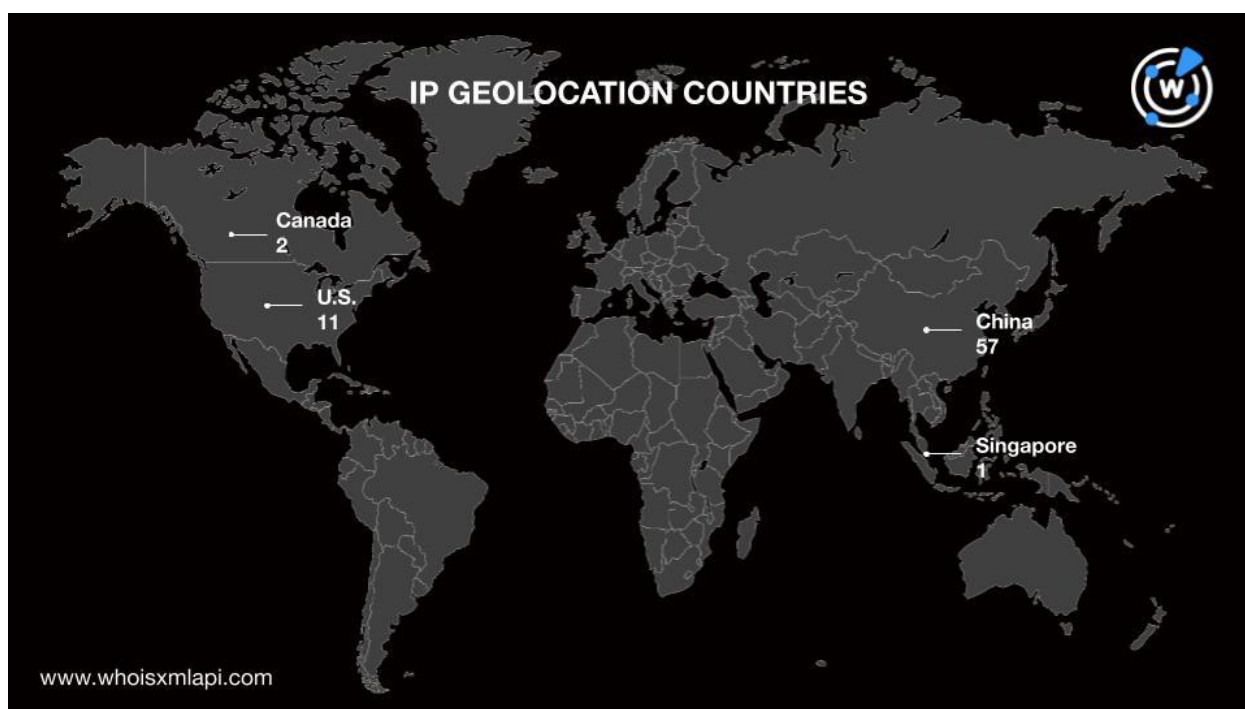 IP GEOLOCATION COUNTRIES
W
Canada
2
U.S.
11
China
57
Singapore
1
www.whoisxmlapi.com